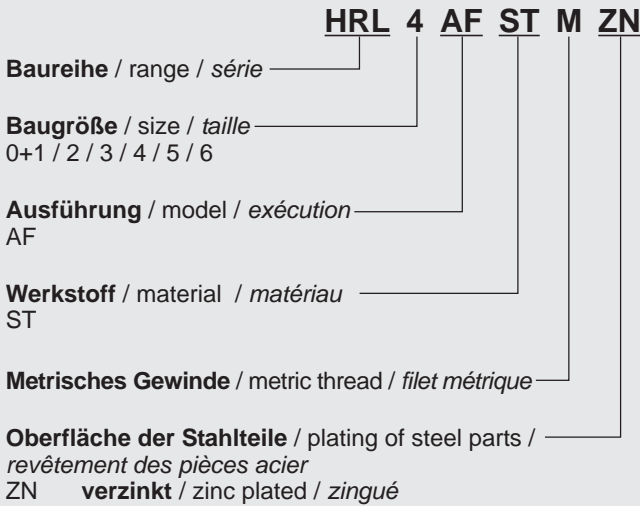 HRL 4 AF ST M ZN
Baureihe / range / série
Baugröße / size / taille
0+1 / 2 / 3 / 4 / 5 / 6
Ausführung / model / exécution
AF
Werkstoff / material / matériau
ST
Metrisches Gewinde / metric thread / filet métrique
Oberfläche der Stahlteile / plating of steel parts /
revêtement des pièces acier
ZN verzinkt / zinc plated / zingué